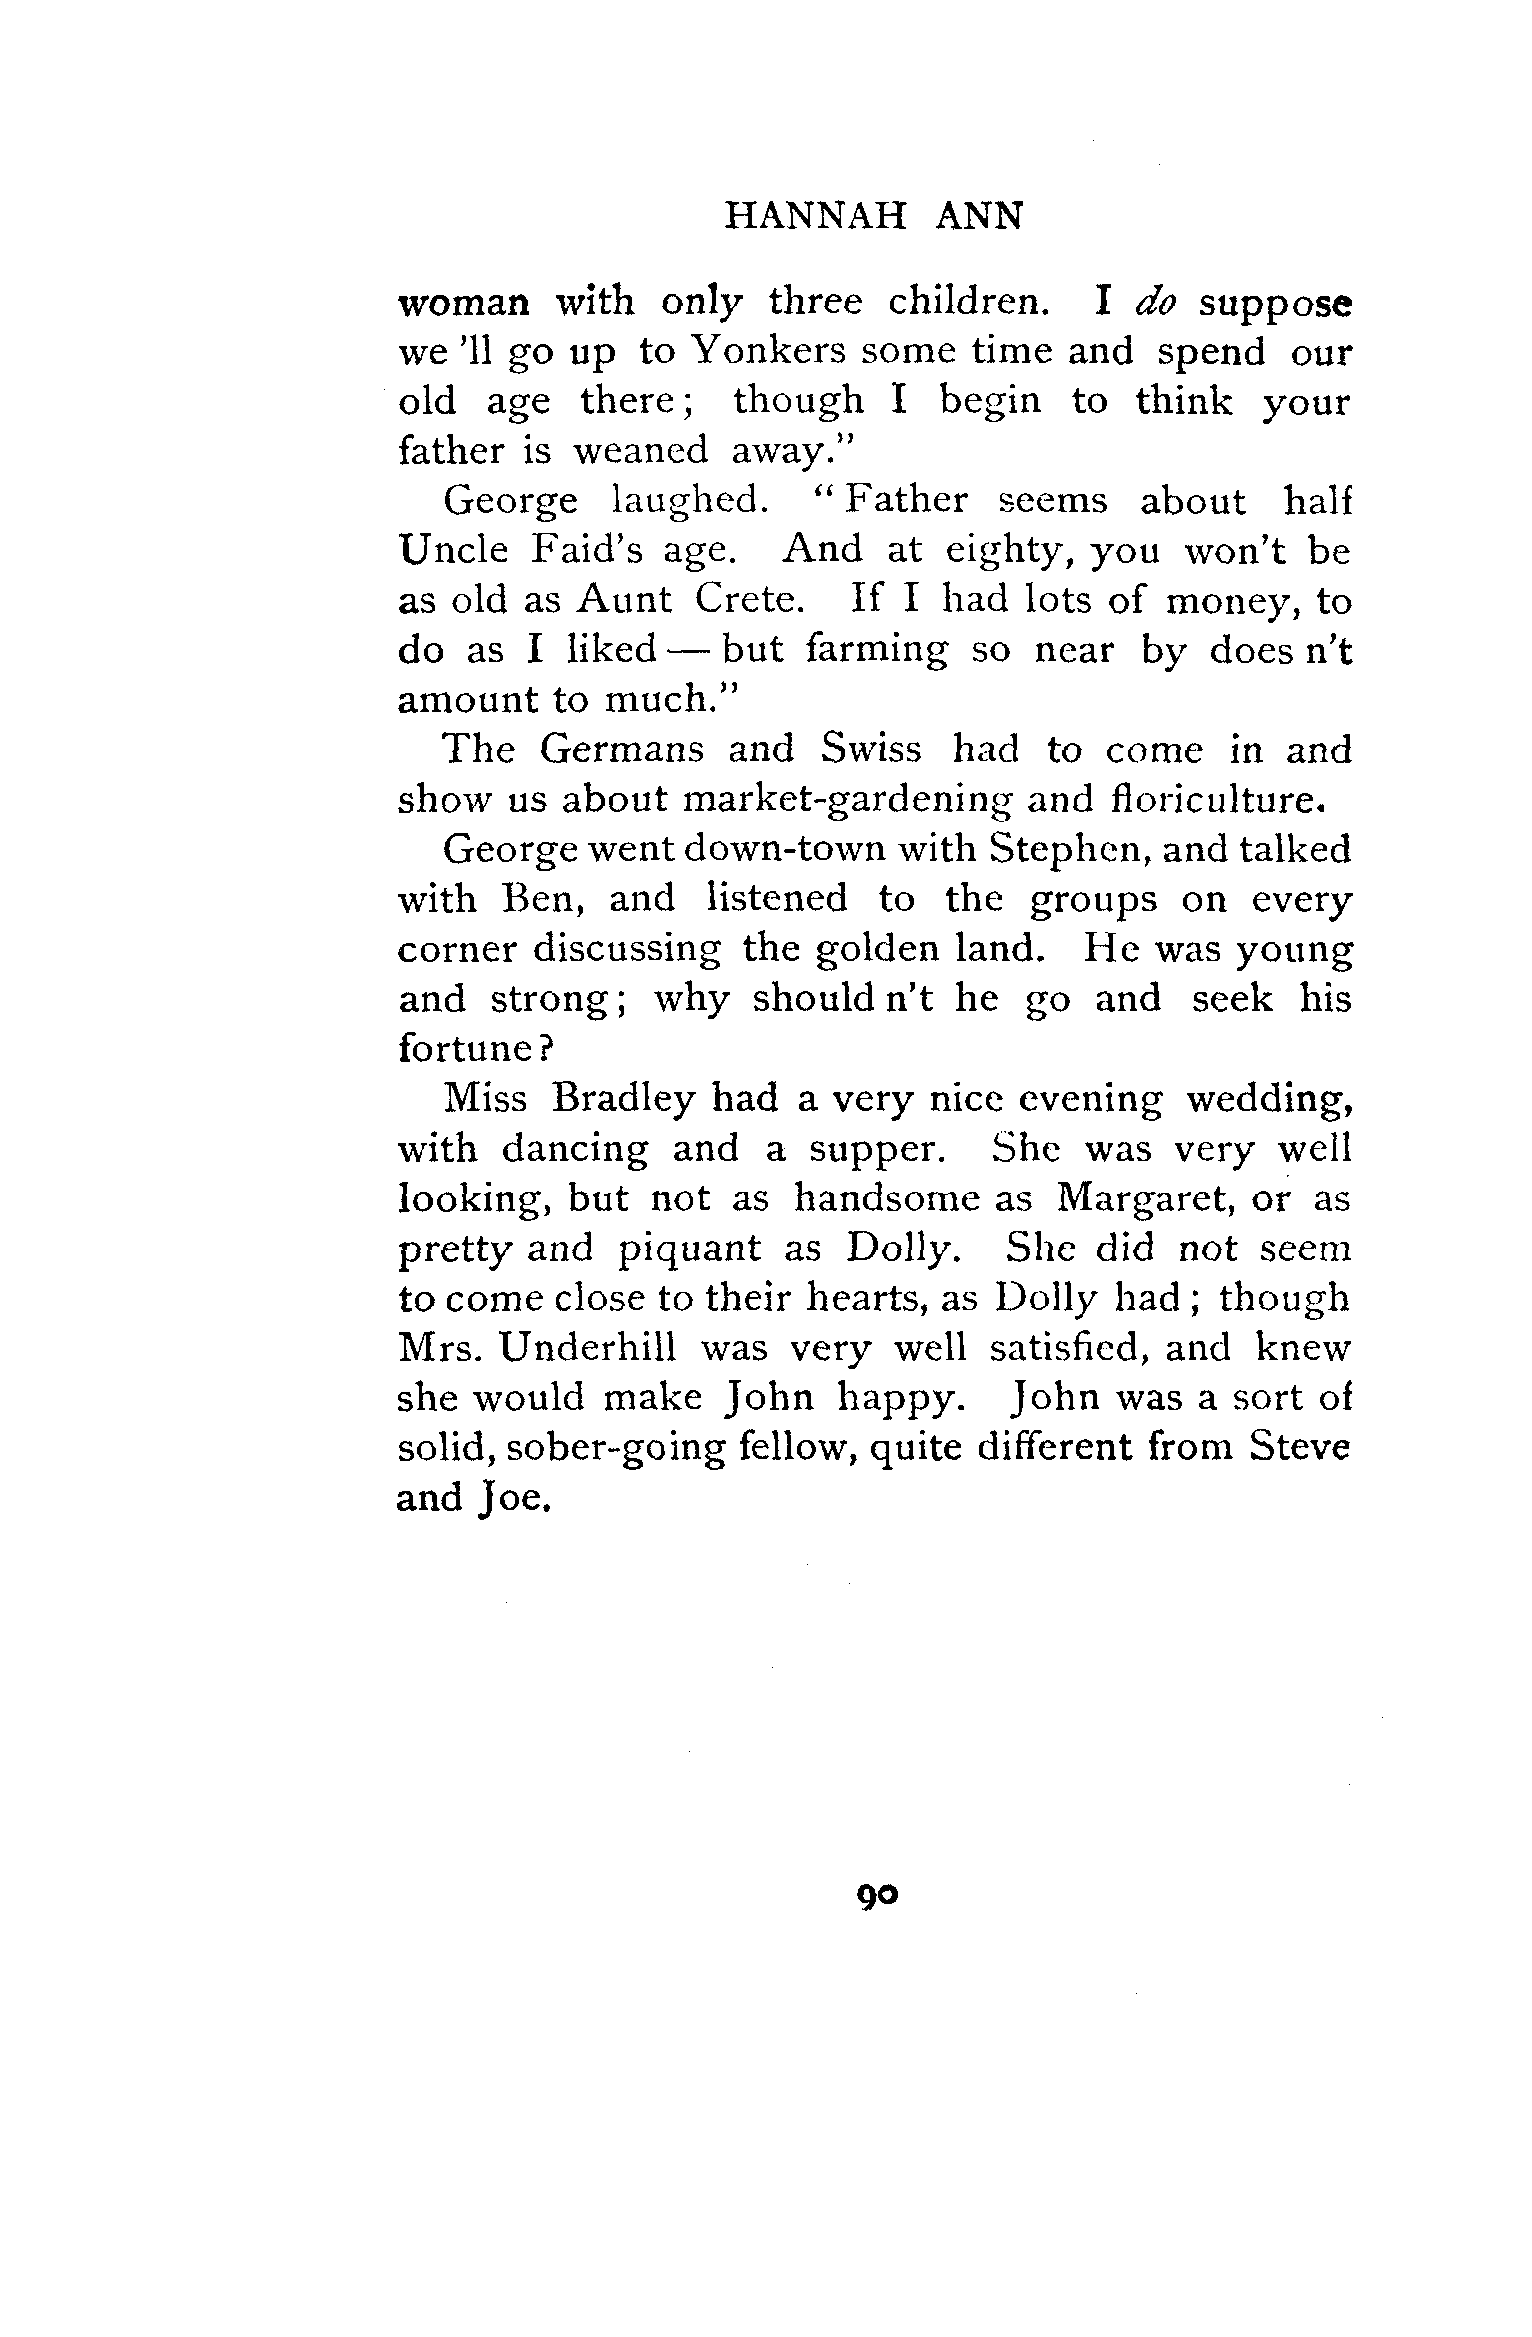 HANNAH ANN
woman with only three children. I do suppose
we 'll go up to Yonkers some time and spend our
old age there; though I begin to think your
father is weaned away."
George laughed. "Father seems about half
Uncle Faid's age. And at eighty, you won't be
as old as Aunt Crete. If I had lots of money, to
do as I liked — but farming so near by does n't
amount to much."
The Germans and Swiss had to come in and
show us about market-gardening and floriculture.
George went down-town with Stephen, and talked
with Ben, and listened to the groups on every
corner discussing the golden land. He was young
and strong; why should n't he go and seek his
fortune?
Miss Bradley had a very nice evening wedding,
with dancing and a supper. She was very well
looking, but not as handsome as Margaret, or as
pretty and piquant as Dolly. She did not seem
to come close to their hearts, as Dolly had; though
Mrs. Underhill was very well satisfied, and knew
she would make John happy. John was a sort of
solid, sober-going fellow, quite different from Steve
and Joe.
90